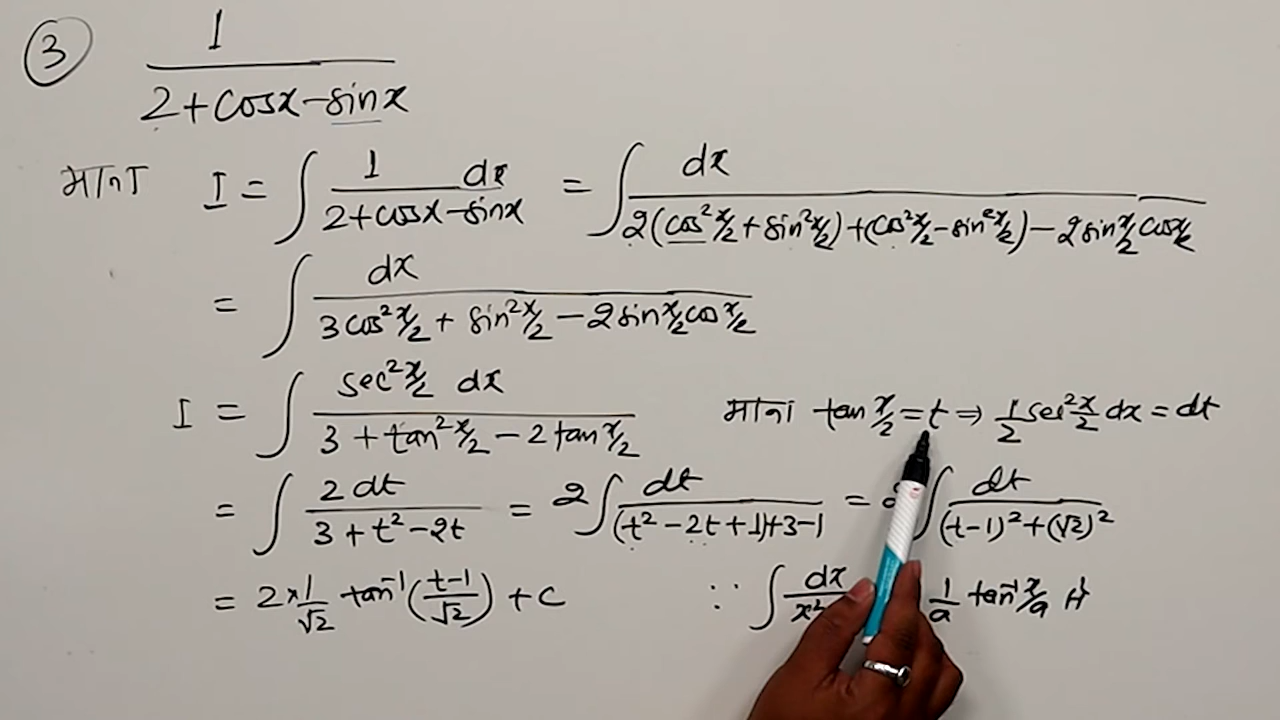 ③ 1/(2+cosx-sinx)
माना I = ∫ 1 dx/(2+cosx-sinx) = ∫ dx/(2(cos²x/2 + sin²x/2)+(cos²x/2-sin²x/2)-2sinx/2 cosx/2)
= ∫ dx/(3cos²x/2 + sin²x/2 - 2sinx/2 cosx/2)
I = ∫ sec²x/2 dx/(3+tan²x/2 - 2tanx/2) माना tanx/2 = t ⇒ 1/2 sec²x/2 dx = dt
= ∫ 2dt/(3+t²-2t) = 2∫ dt/((t²-2t+1)+3-1) = ∫ dt/((t-1)²+(√2)²)
= 2×1/√2 tan⁻¹((t-1)/√2) + c ∵ ∫ dx/x² 1/a tan⁻¹x/a